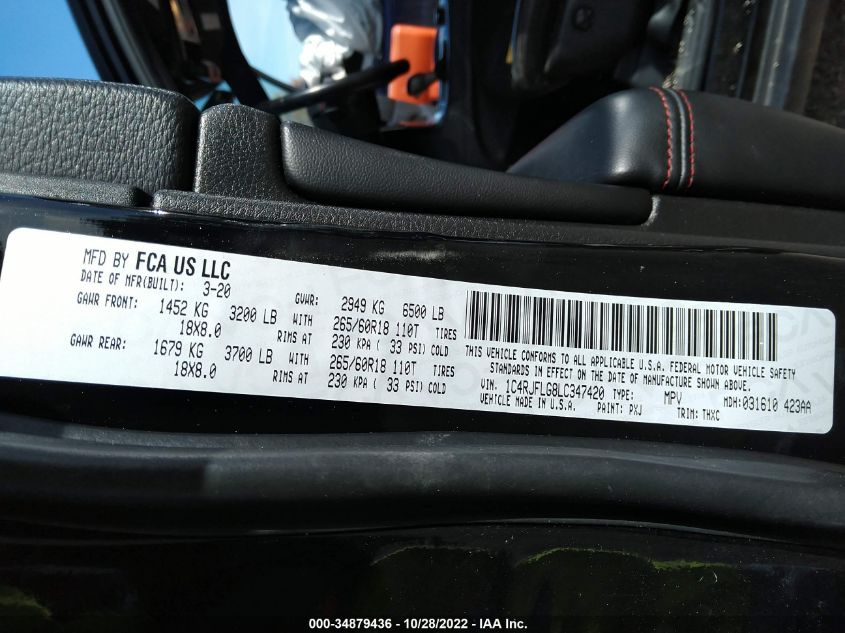 MFD BY FCA US LLC
DATE OF MFR(BUILT): 3-20 GVWR: 2949 KG 6500 LB
GAWR FRONT: 1452 KG 3200 LB WITH 265/60R18 110T TIRES
18X8.0 RIMS AT 230 KPA ( 33 PSI) COLD
GAWR REAR: 1679 KG 3700 LB WITH 265/60R18 110T TIRES
18X8.0 RIMS AT 230 KPA ( 33 PSI) COLD
THIS VEHICLE CONFORMS TO ALL APPLICABLE U.S.A. FEDERAL MOTOR VEHICLE SAFETY
STANDARDS IN EFFECT ON THE DATE OF MANUFACTURE SHOWN ABOVE.
VIN: 1C4RJFLG8LC347420 TYPE: MPV MDH:031610 423AA
VEHICLE MADE IN U.S.A. PAINT: PXJ TRIM: THXC
000-34879436 - 10/28/2022 - IAA Inc.